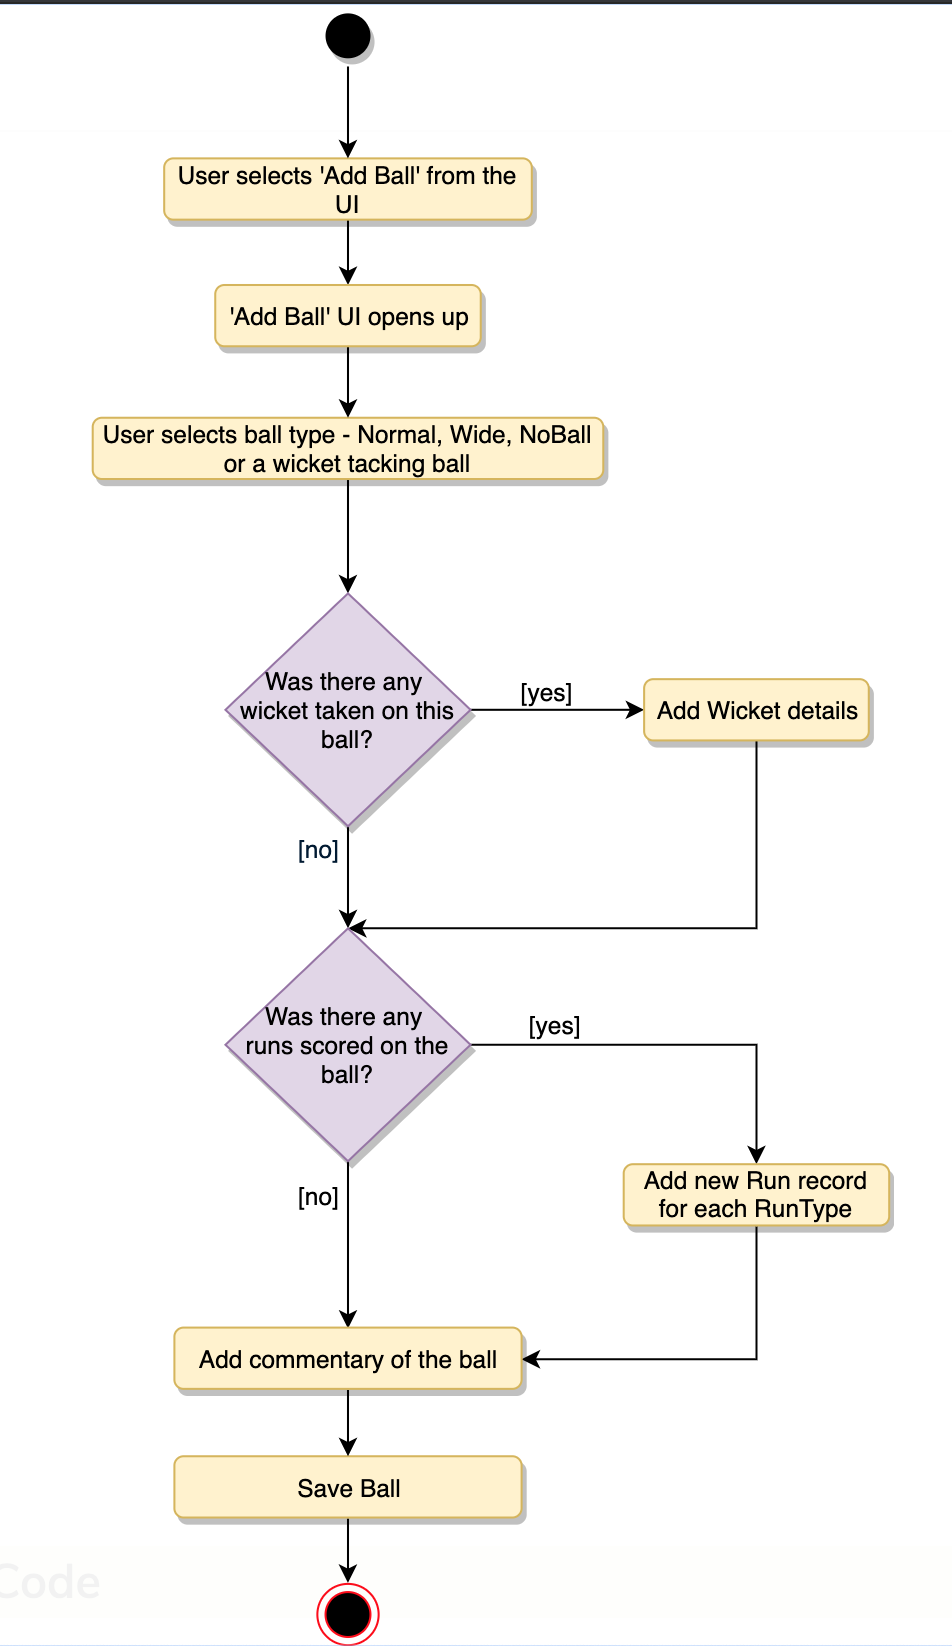 User selects 'Add Ball' from the
UI
'Add Ball' UI opens up
User selects ball type - Normal, Wide, NoBall
or a wicket tacking ball
Was there any
wicket taken on this
ball?
[yes]
Add Wicket details
[no]
Was there any
runs scored on the
ball?
[yes]
Add new Run record
for each RunType
[no]
Add commentary of the ball
Save Ball
Code